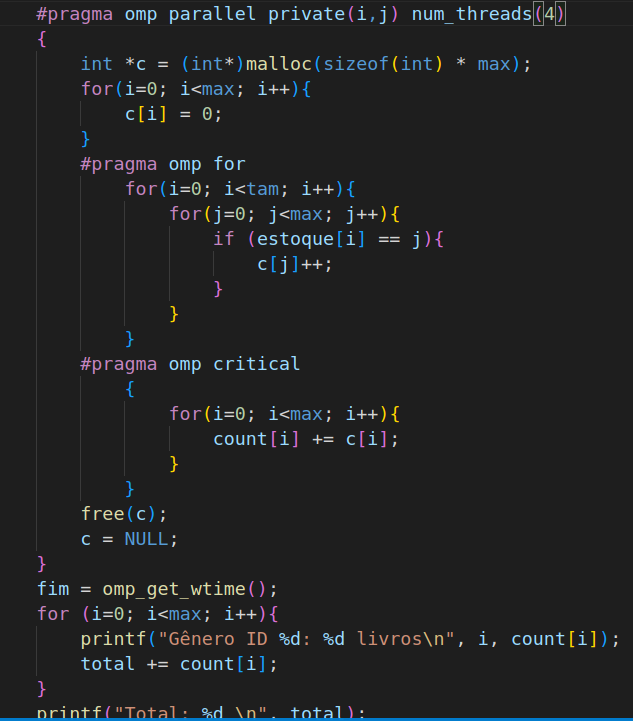 #pragma omp parallel private(i,j) num_threads(4)
{
    int *c = (int*)malloc(sizeof(int) * max);
    for(i=0; i<max; i++){
        c[i] = 0;
    }
    #pragma omp for
        for(i=0; i<tam; i++){
            for(j=0; j<max; j++){
                if (estoque[i] == j){
                    c[j]++;
                }
            }
        }
    #pragma omp critical
        {
            for(i=0; i<max; i++){
                count[i] += c[i];
            }
        }
    free(c);
    c = NULL;
}
fim = omp_get_wtime();
for (i=0; i<max; i++){
    printf("Gênero ID %d: %d livros\n", i, count[i]);
    total += count[i];
}
printf("Total: %d \n", total);